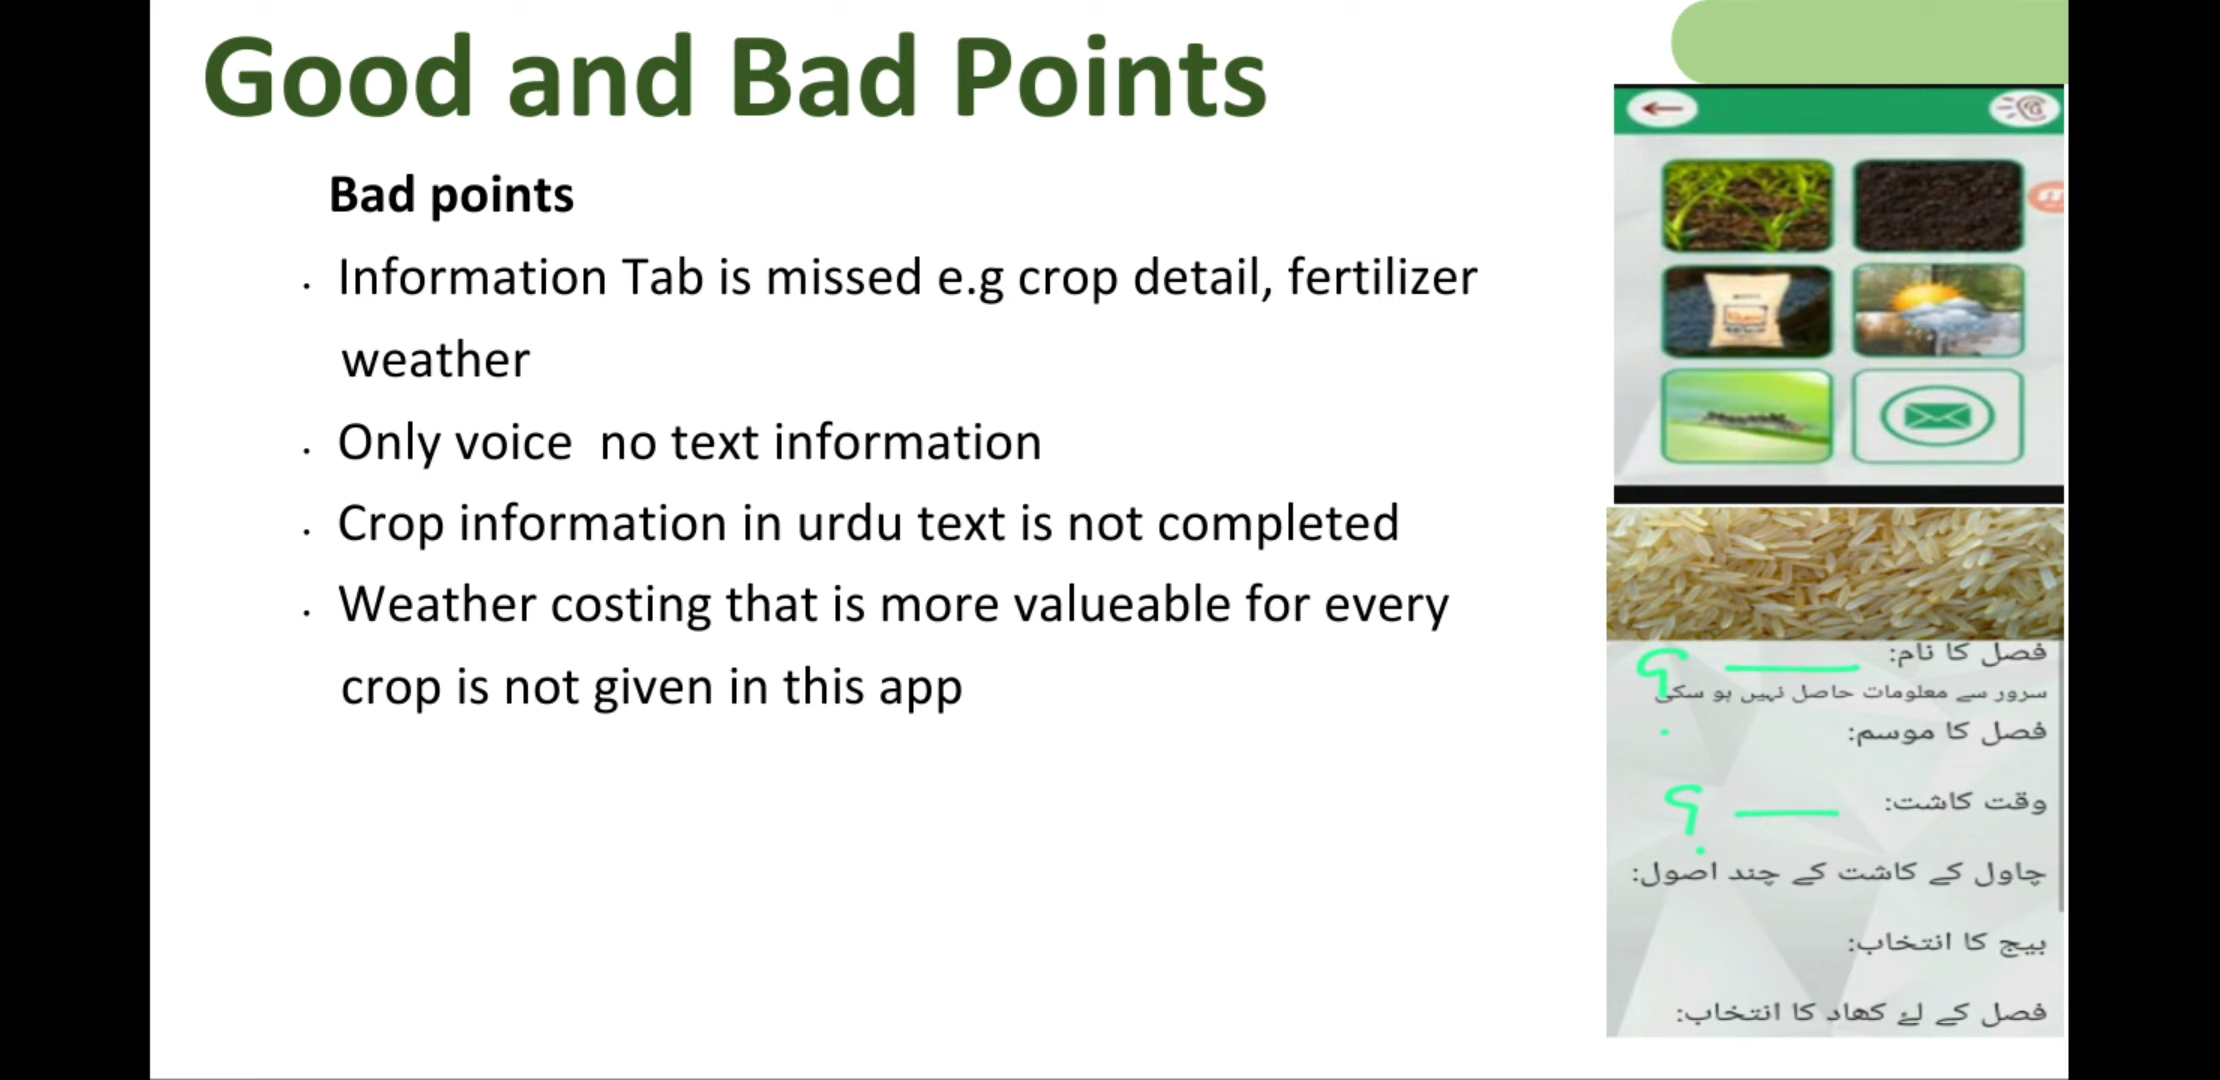 Good and Bad Points
Bad points
· Information Tab is missed e.g crop detail, fertilizer
weather
· Only voice no text information
· Crop information in urdu text is not completed
· Weather costing that is more valueable for every
crop is not given in this app
فصل کا نام: ؟
سرور سے معلومات حاصل نہیں ہو سکی
فصل کا موسم:
وقت کاشت: ؟
چاول کے کاشت کے چند اصول:
بیج کا انتخاب:
فصل کے لئے کھاد کا انتخاب: